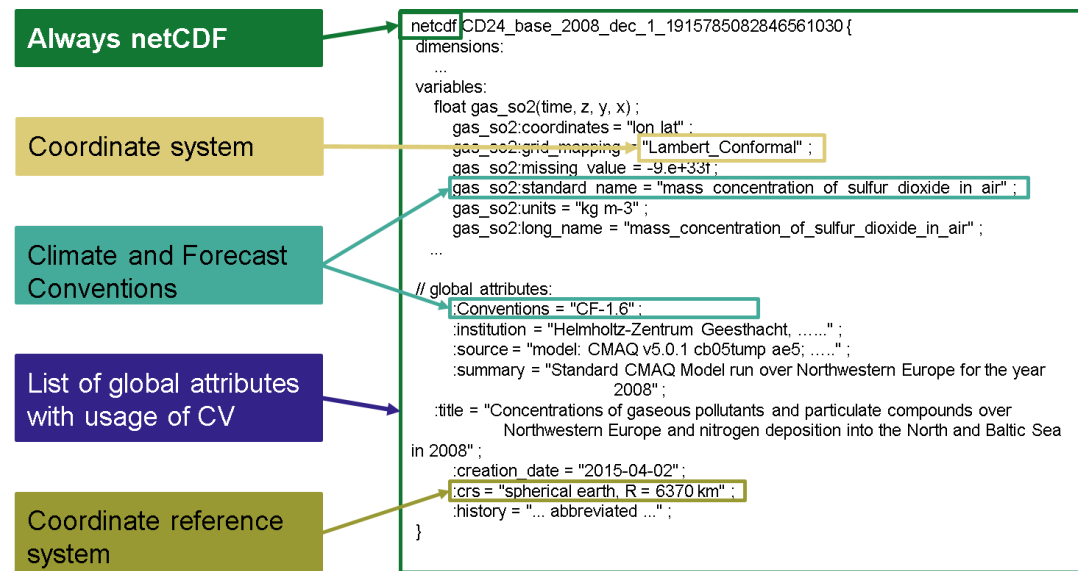 Always netCDF
Coordinate system
Climate and Forecast
Conventions
List of global attributes
with usage of CV
Coordinate reference
system
netcdf CD24_base_2008_dec_1_1915785082846561030 {
dimensions:
...
variables:
float gas_so2(time, z, y, x) ;
gas_so2:coordinates = "lon lat" ;
gas_so2:grid_mapping = "Lambert_Conformal" ;
gas_so2:missing_value = -9.e+33f ;
gas_so2:standard_name = "mass_concentration_of_sulfur_dioxide_in_air" ;
gas_so2:units = "kg m-3" ;
gas_so2:long_name = "mass_concentration_of_sulfur_dioxide_in_air" ;
...
// global attributes:
:Conventions = "CF-1.6" ;
:institution = "Helmholtz-Zentrum Geesthacht, ......" ;
:source = "model: CMAQ v5.0.1 cb05tump ae5; ....." ;
:summary = "Standard CMAQ Model run over Northwestern Europe for the year
2008" ;
:title = "Concentrations of gaseous pollutants and particulate compounds over
Northwestern Europe and nitrogen deposition into the North and Baltic Sea
in 2008" ;
:creation_date = "2015-04-02" ;
:crs = "spherical earth, R = 6370 km" ;
:history = "... abbreviated ..." ;
}